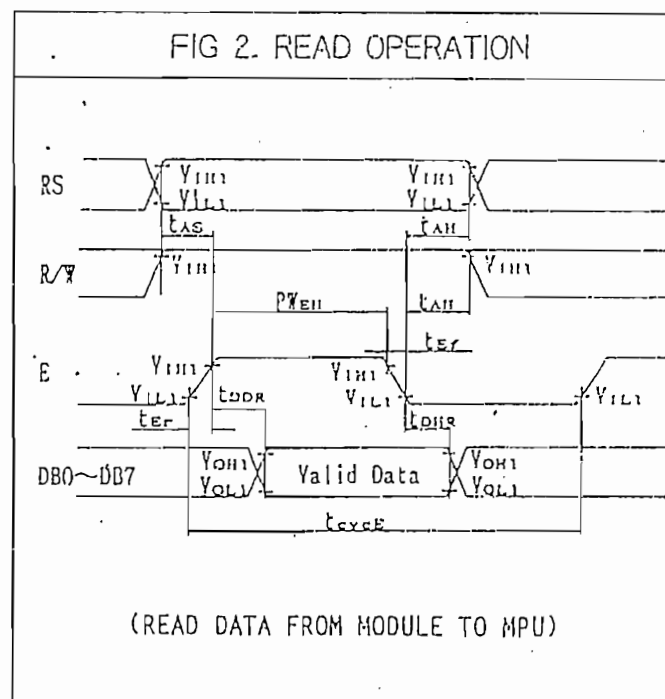 FIG 2. READ OPERATION
RS
VIH1
VIL1
VIH1
VIL1
tAS
tAH
R/W
VIH1
VIH1
PWEH
tAH
tEf
E
VIH1
VIL1
VIH1
VIL1
VIL1
tDDR
tEr
tDHR
DB0~DB7
VOH1
VOL1
Valid Data
VOH1
VOL1
tcycE
(READ DATA FROM MODULE TO MPU)